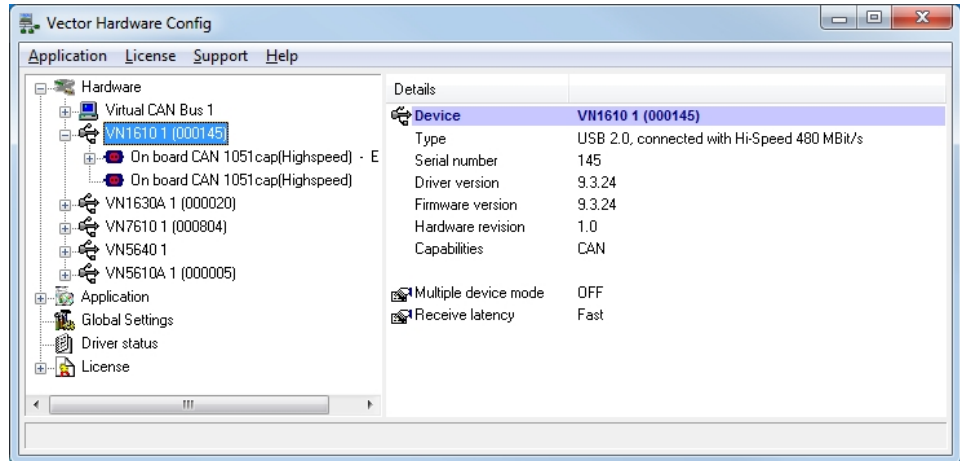 Vector Hardware Config
Application License Support Help
Hardware
Virtual CAN Bus 1
VN1610 1 (000145)
On board CAN 1051cap(Highspeed) - E
On board CAN 1051cap(Highspeed)
VN1630A 1 (000020)
VN7610 1 (000804)
VN5640 1
VN5610A 1 (000005)
Application
Global Settings
Driver status
License
Details
Device VN1610 1 (000145)
Type USB 2.0, connected with Hi-Speed 480 MBit/s
Serial number 145
Driver version 9.3.24
Firmware version 9.3.24
Hardware revision 1.0
Capabilities CAN
Multiple device mode OFF
Receive latency Fast